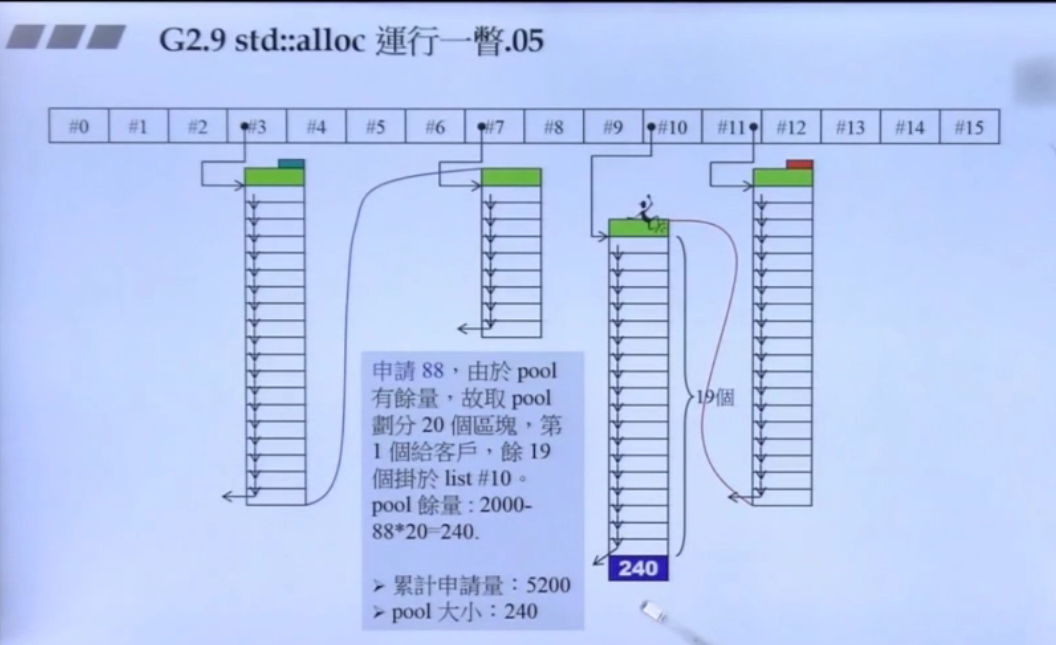 G2.9 std::alloc 運行一瞥.05
#0 #1 #2 #3 #4 #5 #6 #7 #8 #9 #10 #11 #12 #13 #14 #15
19個
申請 88，由於 pool
有餘量，故取 pool
劃分 20 個區塊，第
1 個給客戶，餘 19
個掛於 list #10。
pool 餘量 : 2000-
88*20=240.
➢ 累計申請量：5200
➢ pool 大小：240
240